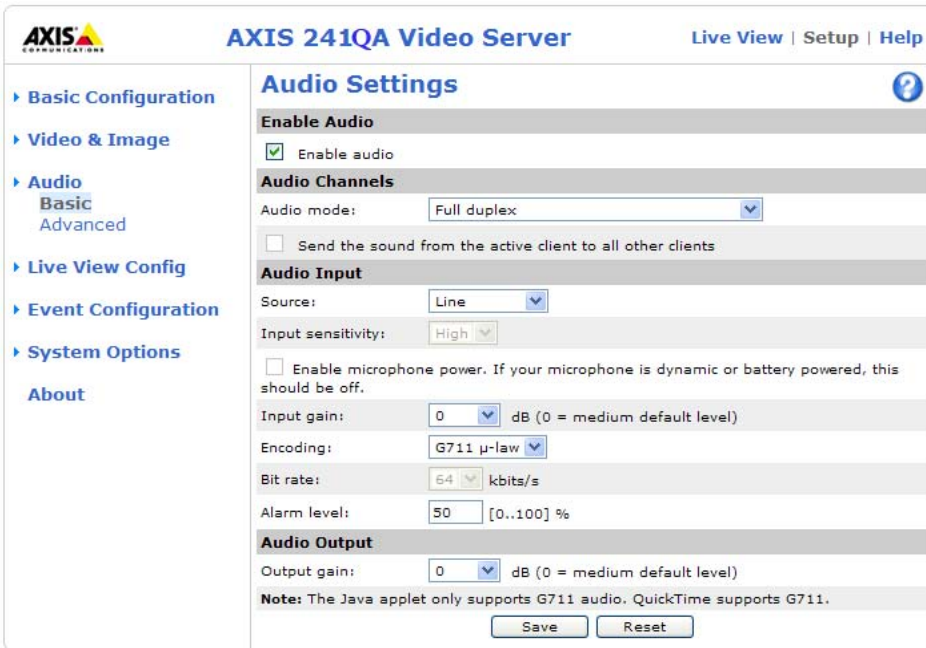 AXIS
COMMUNICATIONS
AXIS 241QA Video Server
Live View | Setup | Help
Basic Configuration
Video & Image
Audio
Basic
Advanced
Live View Config
Event Configuration
System Options
About
Audio Settings
?
Enable Audio
Enable audio
Audio Channels
Audio mode: Full duplex
Send the sound from the active client to all other clients
Audio Input
Source: Line
Input sensitivity: High
Enable microphone power. If your microphone is dynamic or battery powered, this
should be off.
Input gain: 0 dB (0 = medium default level)
Encoding: G711 µ-law
Bit rate: 64 kbits/s
Alarm level: 50 [0..100] %
Audio Output
Output gain: 0 dB (0 = medium default level)
Note: The Java applet only supports G711 audio. QuickTime supports G711.
Save Reset